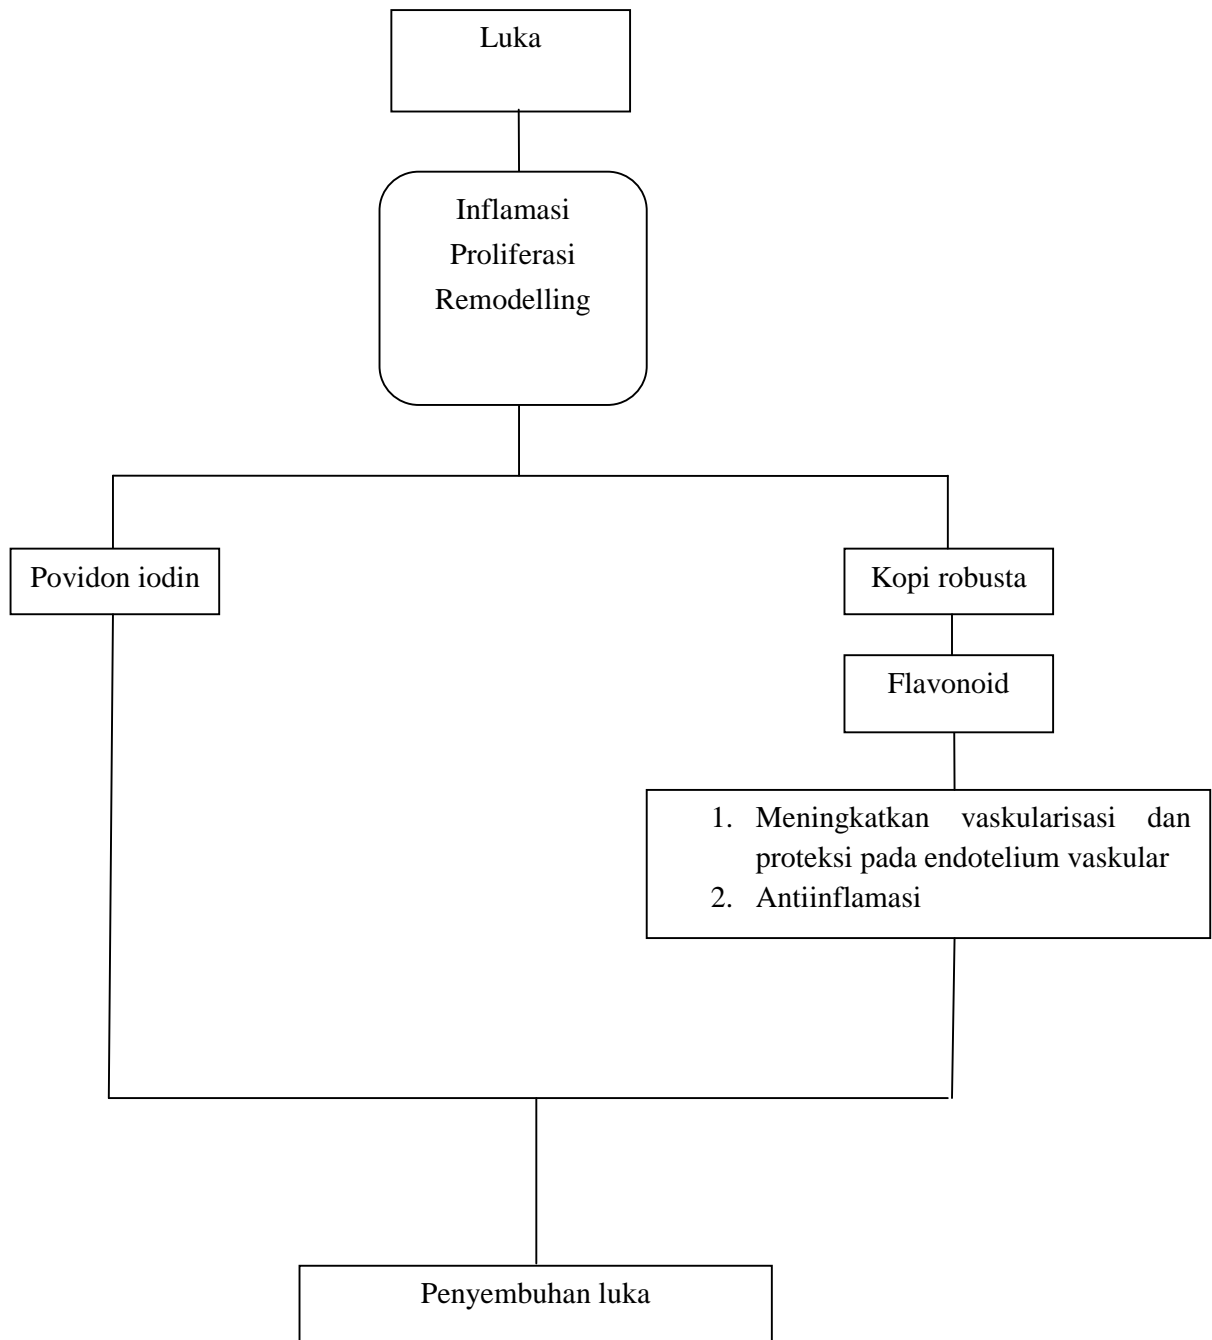 Luka
Inflamasi
Proliferasi
Remodelling
Povidon iodin
Kopi robusta
Flavonoid
1. Meningkatkan vaskularisasi dan
proteksi pada endotelium vaskular
2. Antiinflamasi
Penyembuhan luka